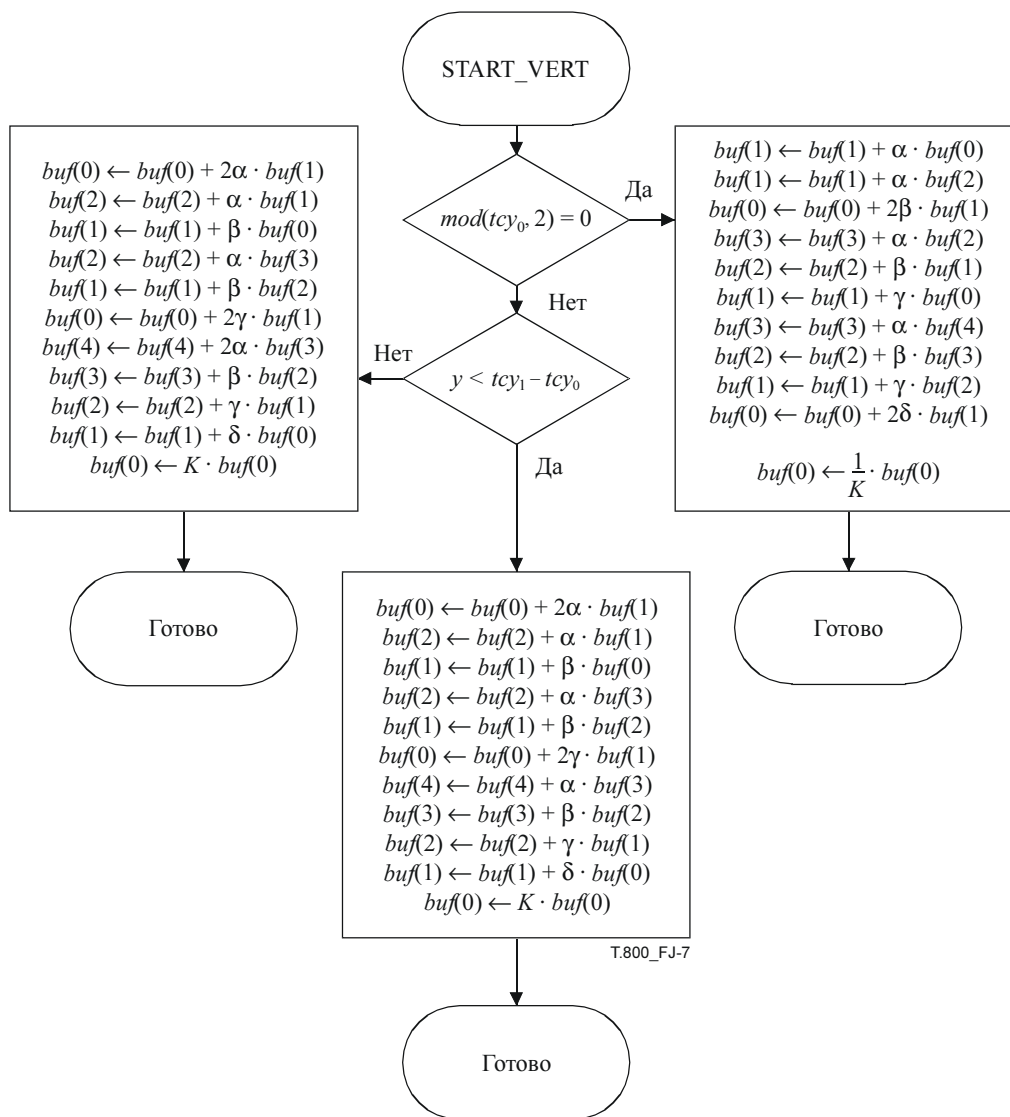 START_VERT
mod(tcy₀, 2) = 0
Да
Нет
buf(1) ← buf(1) + α · buf(0)
buf(1) ← buf(1) + α · buf(2)
buf(0) ← buf(0) + 2β · buf(1)
buf(3) ← buf(3) + α · buf(2)
buf(2) ← buf(2) + β · buf(1)
buf(1) ← buf(1) + γ · buf(0)
buf(3) ← buf(3) + α · buf(4)
buf(2) ← buf(2) + β · buf(3)
buf(1) ← buf(1) + γ · buf(2)
buf(0) ← buf(0) + 2δ · buf(1)
buf(0) ← 1/K · buf(0)
Готово
y < tcy₁ – tcy₀
Нет
Да
buf(0) ← buf(0) + 2α · buf(1)
buf(2) ← buf(2) + α · buf(1)
buf(1) ← buf(1) + β · buf(0)
buf(2) ← buf(2) + α · buf(3)
buf(1) ← buf(1) + β · buf(2)
buf(0) ← buf(0) + 2γ · buf(1)
buf(4) ← buf(4) + 2α · buf(3)
buf(3) ← buf(3) + β · buf(2)
buf(2) ← buf(2) + γ · buf(1)
buf(1) ← buf(1) + δ · buf(0)
buf(0) ← K · buf(0)
Готово
buf(0) ← buf(0) + 2α · buf(1)
buf(2) ← buf(2) + α · buf(1)
buf(1) ← buf(1) + β · buf(0)
buf(2) ← buf(2) + α · buf(3)
buf(1) ← buf(1) + β · buf(2)
buf(0) ← buf(0) + 2γ · buf(1)
buf(4) ← buf(4) + α · buf(3)
buf(3) ← buf(3) + β · buf(2)
buf(2) ← buf(2) + γ · buf(1)
buf(1) ← buf(1) + δ · buf(0)
buf(0) ← K · buf(0)
T.800_FJ-7
Готово